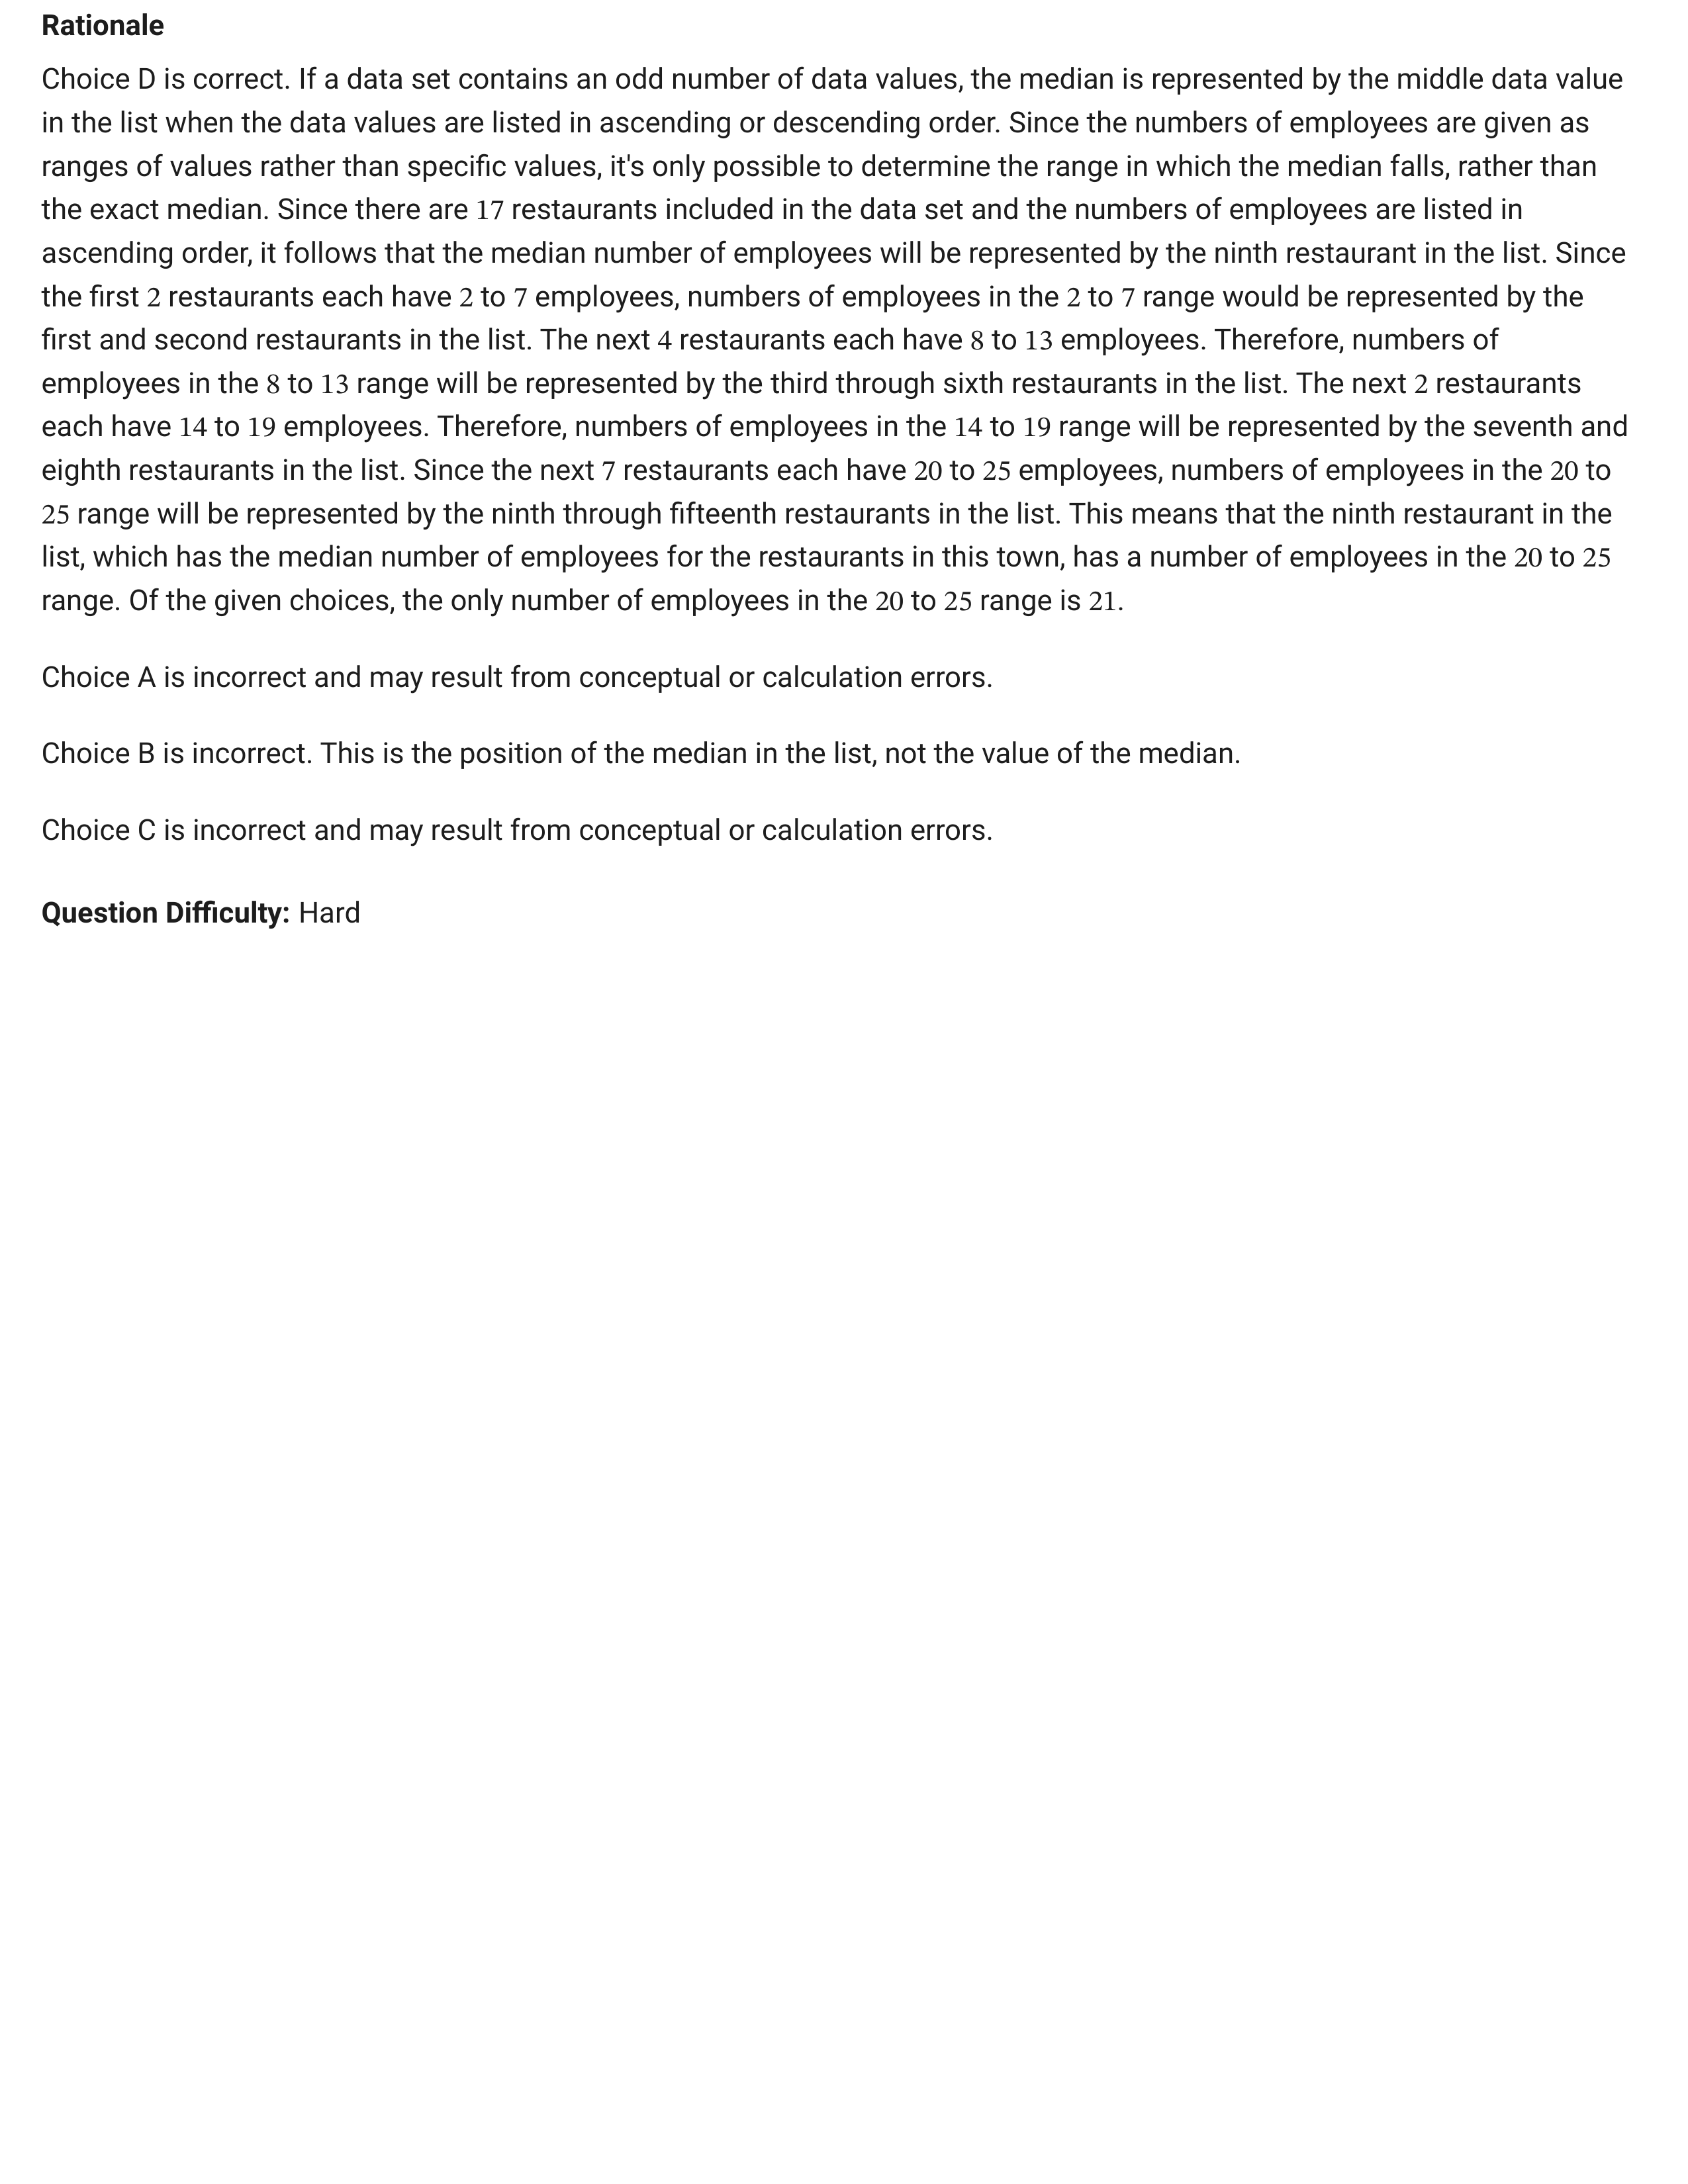 Rationale
Choice D is correct. If a data set contains an odd number of data values, the median is represented by the middle data value
in the list when the data values are listed in ascending or descending order. Since the numbers of employees are given as
ranges of values rather than specific values, it's only possible to determine the range in which the median falls, rather than
the exact median. Since there are 17 restaurants included in the data set and the numbers of employees are listed in
ascending order, it follows that the median number of employees will be represented by the ninth restaurant in the list. Since
the first 2 restaurants each have 2 to 7 employees, numbers of employees in the 2 to 7 range would be represented by the
first and second restaurants in the list. The next 4 restaurants each have 8 to 13 employees. Therefore, numbers of
employees in the 8 to 13 range will be represented by the third through sixth restaurants in the list. The next 2 restaurants
each have 14 to 19 employees. Therefore, numbers of employees in the 14 to 19 range will be represented by the seventh and
eighth restaurants in the list. Since the next 7 restaurants each have 20 to 25 employees, numbers of employees in the 20 to
25 range will be represented by the ninth through fifteenth restaurants in the list. This means that the ninth restaurant in the
list, which has the median number of employees for the restaurants in this town, has a number of employees in the 20 to 25
range. Of the given choices, the only number of employees in the 20 to 25 range is 21.
Choice A is incorrect and may result from conceptual or calculation errors.
Choice B is incorrect. This is the position of the median in the list, not the value of the median.
Choice C is incorrect and may result from conceptual or calculation errors.
Question Difficulty: Hard